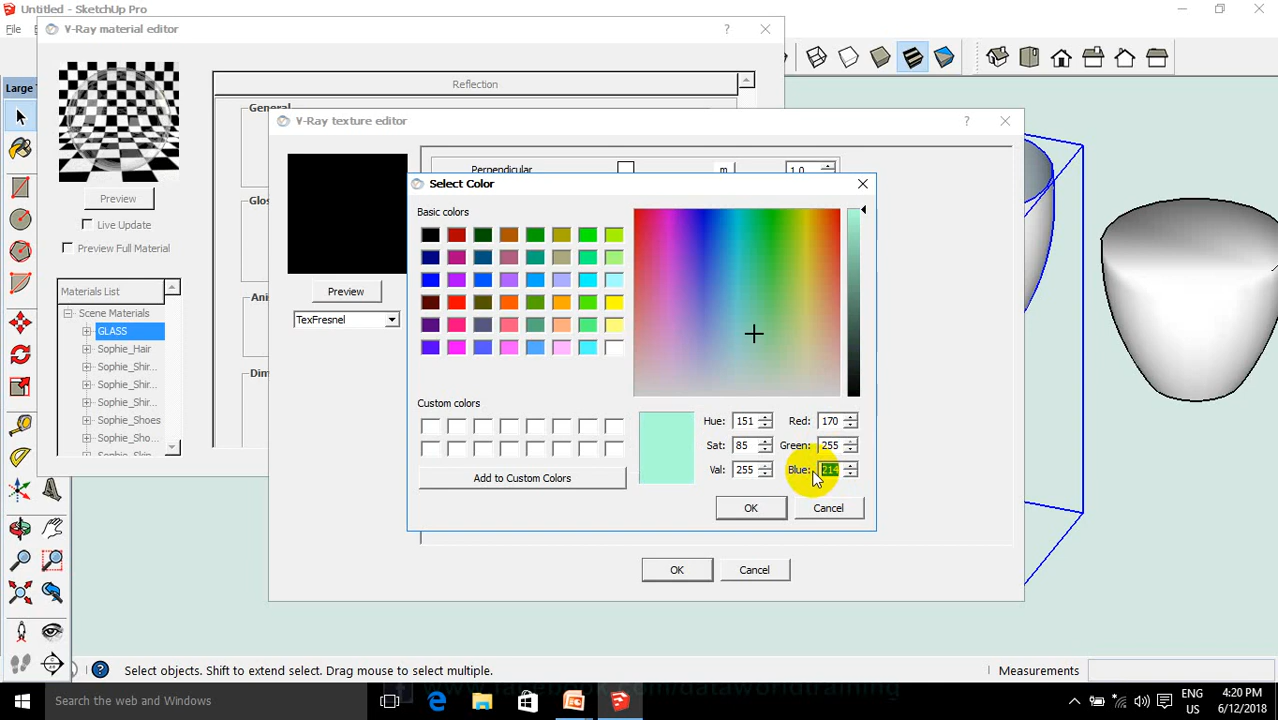 Untitled - SketchUp Pro
File
V-Ray material editor
?
Reflection
General
Large
Preview
Live Update
Preview Full Material
Materials List
Scene Materials
GLASS
Sophie_Hair
Sophie_Shir...
Sophie_Shir...
Sophie_Shir...
Sophie_Shoes
Sophie_Sho...
V-Ray texture editor
?
Perpendicular
m
1.0
Preview
TexFresnel
Select Color
Basic colors
Custom colors
Add to Custom Colors
Hue: 151
Red: 170
Sat: 85
Green: 255
Val: 255
Blue: 214
OK
Cancel
OK
Cancel
Select objects. Shift to extend select. Drag mouse to select multiple.
Measurements
Search the web and Windows
ENG
US
4:20 PM
6/12/2018